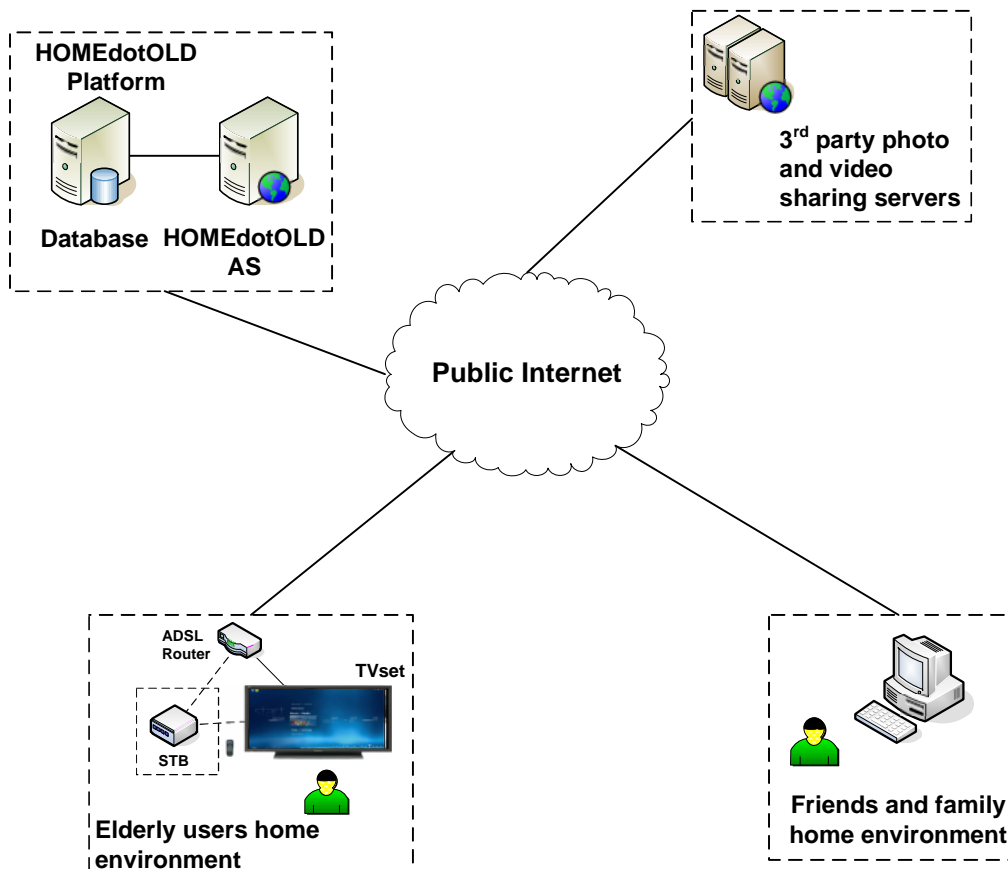 HOMEdotOLD
Platform
Database
HOMEdotOLD
AS
3rd party photo
and video
sharing servers
Public Internet
ADSL
Router
TVset
STB
Elderly users home
environment
Friends and family
home environment